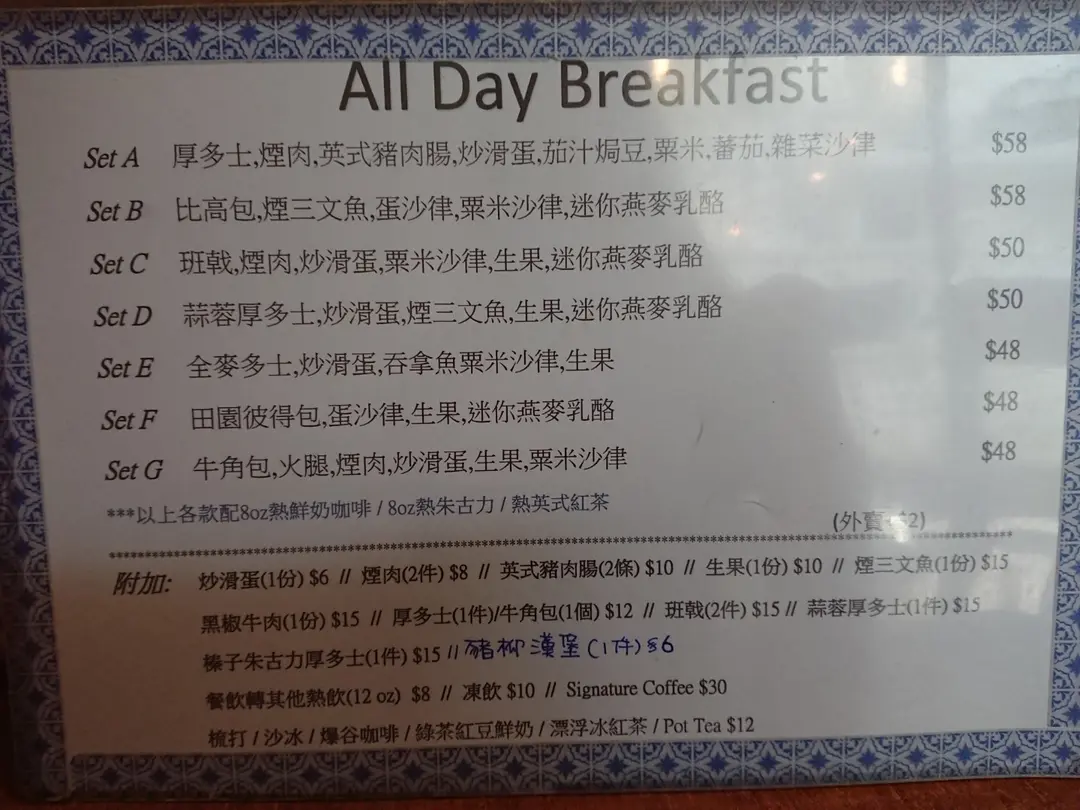 All Day Breakfast
Set A 厚多士,煙肉,英式豬肉腸,炒滑蛋,茄汁焗豆,粟米,蕃茄,雜菜沙律 $58
Set B 比高包,煙三文魚,蛋沙律,粟米沙律,迷你燕麥乳酪 $58
Set C 班戟,煙肉,炒滑蛋,粟米沙律,生果,迷你燕麥乳酪 $50
Set D 蒜蓉厚多士,炒滑蛋,煙三文魚,生果,迷你燕麥乳酪 $50
Set E 全麥多士,炒滑蛋,吞拿魚粟米沙律,生果 $48
Set F 田園彼得包,蛋沙律,生果,迷你燕麥乳酪 $48
Set G 牛角包,火腿,煙肉,炒滑蛋,生果,粟米沙律 $48
***以上各款配8oz熱鮮奶咖啡 / 8oz熱朱古力 / 熱英式紅茶
(外賣 $2)
附加: 炒滑蛋(1份) $6 // 煙肉(2件) $8 // 英式豬肉腸(2條) $10 // 生果(1份) $10 // 煙三文魚(1份) $15
黑椒牛肉(1份) $15 // 厚多士(1件)/牛角包(1個) $12 // 班戟(2件) $15 // 蒜蓉厚多士(1件) $15
榛子朱古力厚多士(1件) $15 // 豬柳漢堡(1件) $6
餐飲轉其他熱飲(12 oz) $8 // 凍飲 $10 // Signature Coffee $30
梳打 / 沙冰 / 爆谷咖啡 / 綠茶紅豆鮮奶 / 漂浮冰紅茶 / Pot Tea $12